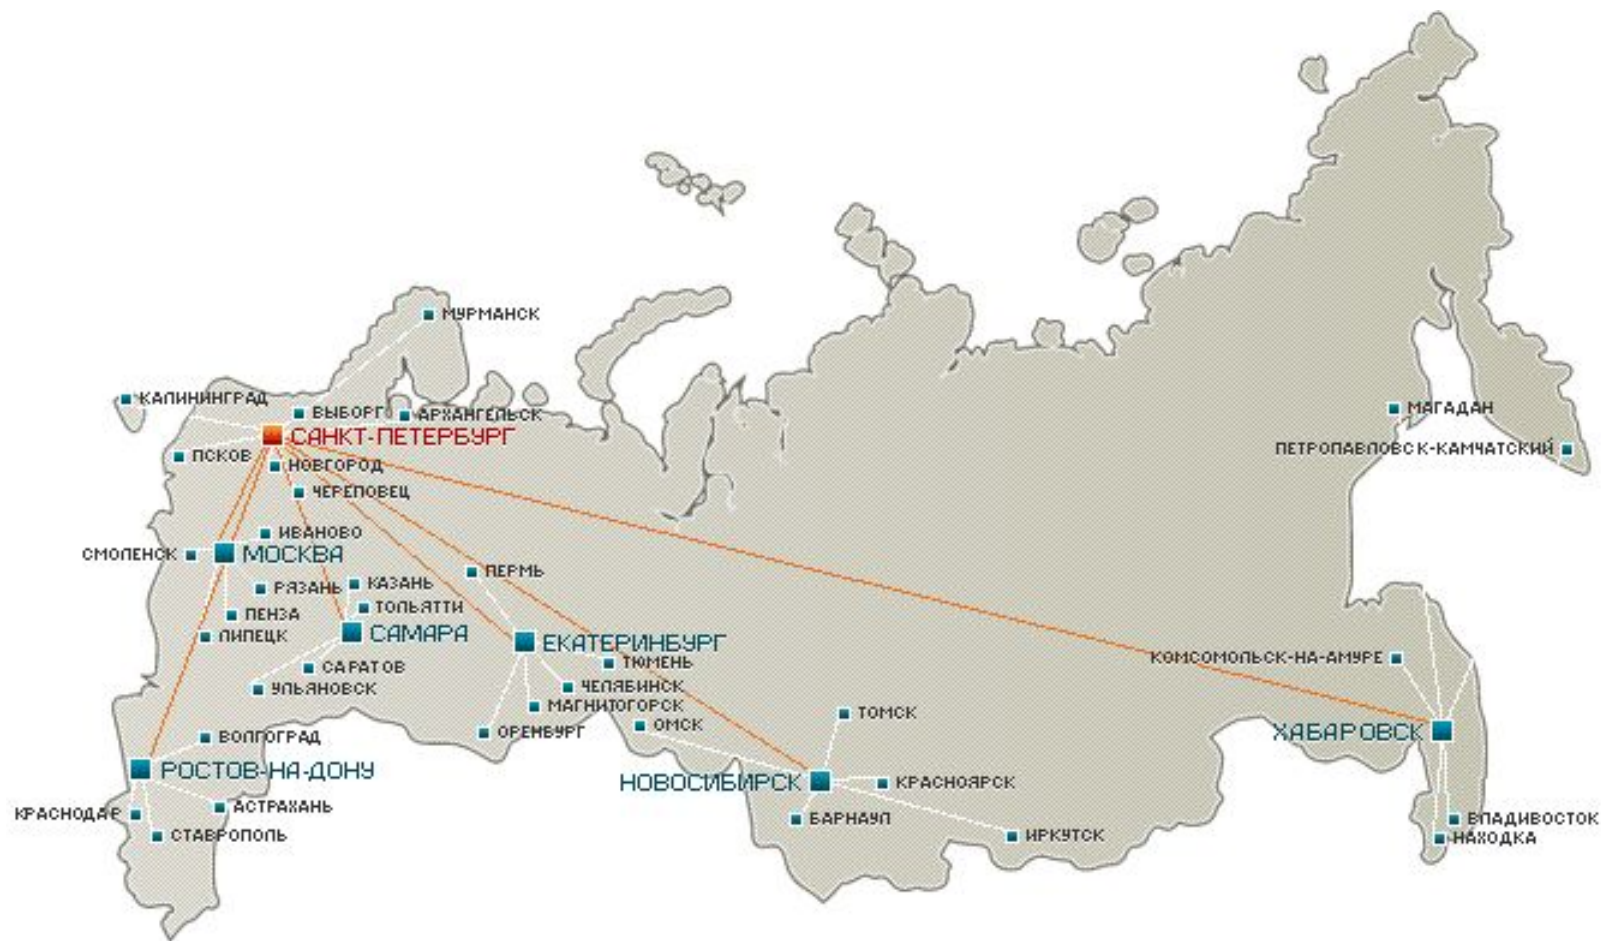 МУРМАНСК
КАЛИНИНГРАД
ВЫБОРГ
АРХАНГЕЛЬСК
МАГАДАН
САНКТ-ПЕТЕРБУРГ
ПЕТРОПАВЛОВСК-КАМЧАТСКИЙ
ПСКОВ
НОВГОРОД
ЧЕРЕПОВЕЦ
ИВАНОВО
СМОЛЕНСК
МОСКВА
ПЕРМЬ
КАЗАНЬ
РЯЗАНЬ
ТОЛЬЯТТИ
ПЕНЗА
ЛИПЕЦК
САМАРА
ЕКАТЕРИНБУРГ
КОМСОМОЛЬСК-НА-АМУРЕ
ТЮМЕНЬ
САРАТОВ
УЛЬЯНОВСК
ЧЕЛЯБИНСК
МАГНИТОГОРСК
ТОМСК
ОМСК
ОРЕНБУРГ
ХАБАРОВСК
ВОЛГОГРАД
РОСТОВ-НА-ДОНУ
НОВОСИБИРСК
КРАСНОЯРСК
АСТРАХАНЬ
КРАСНОДАР
БАРНАУЛ
ВЛАДИВОСТОК
СТАВРОПОЛЬ
ИРКУТСК
НАХОДКА